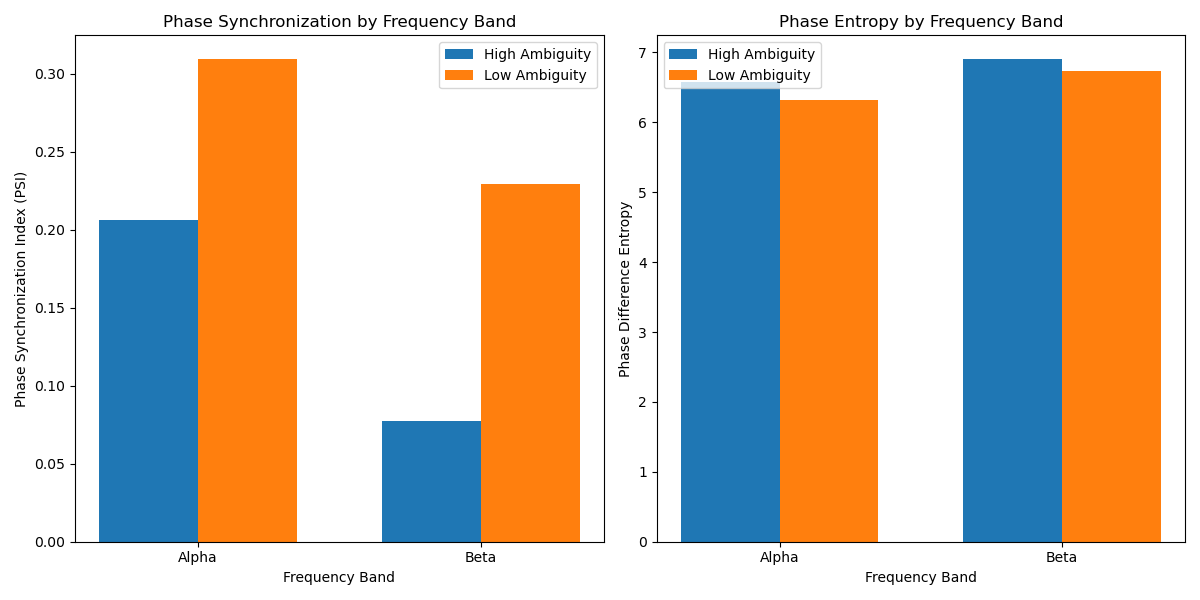 Phase Synchronization by Frequency Band
Phase Synchronization Index (PSI)
0.30
0.25
0.20
0.15
0.10
0.05
0.00
High Ambiguity
Low Ambiguity
Alpha
Beta
Frequency Band
Phase Entropy by Frequency Band
Phase Difference Entropy
7
6
5
4
3
2
1
0
High Ambiguity
Low Ambiguity
Alpha
Beta
Frequency Band